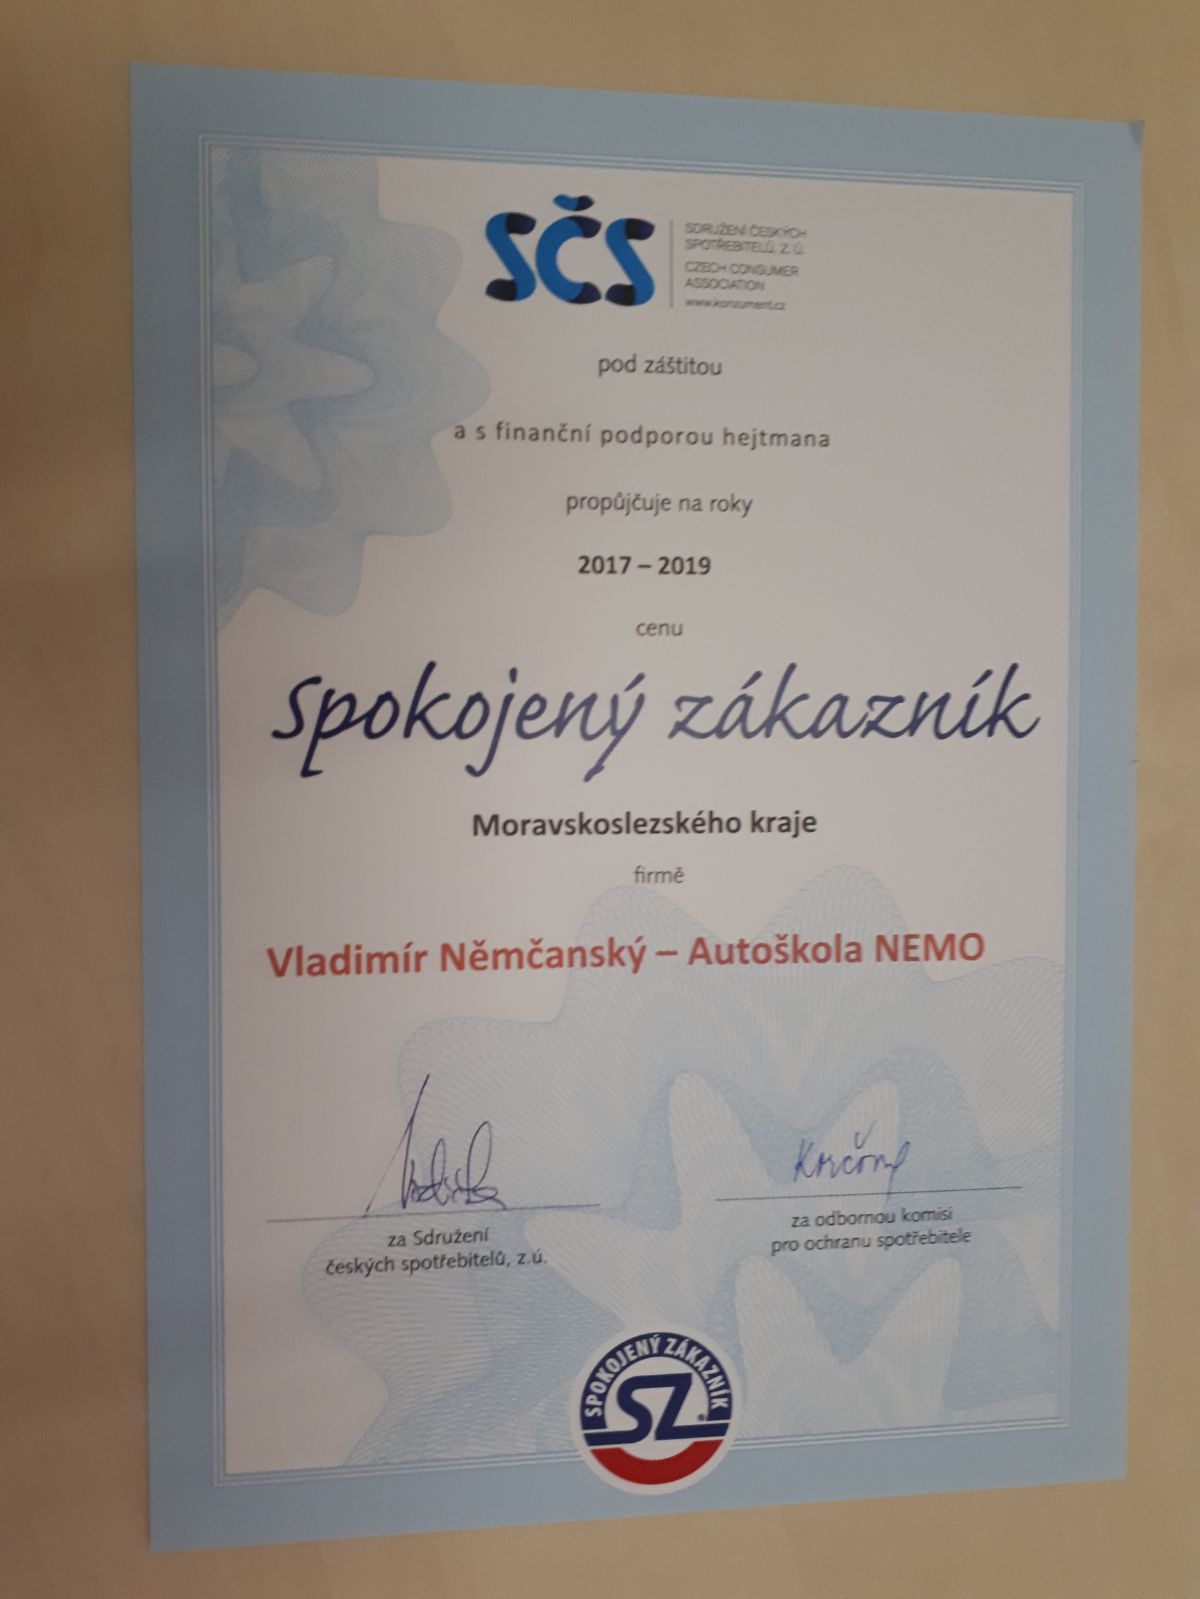 SČS
SDRUŽENÍ ČESKÝCH
SPOTŘEBITELŮ, Z. Ú.
CZECH CONSUMER
ASSOCIATION
www.konzument.cz
pod záštitou
a s finanční podporou hejtmana
propůjčuje na roky
2017 – 2019
cenu
Spokojený zákazník
Moravskoslezského kraje
firmě
Vladimír Němčanský – Autoškola NEMO
za Sdružení
českých spotřebitelů, z.ú.
za odbornou komisi
pro ochranu spotřebitele
SPOKOJENÝ ZÁKAZNÍK
SZ